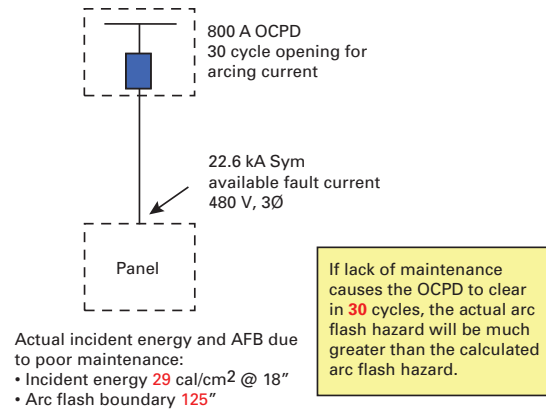 800 A OCPD
30 cycle opening for
arcing current
22.6 kA Sym
available fault current
480 V, 3Ø
Panel
If lack of maintenance
causes the OCPD to clear
in 30 cycles, the actual arc
flash hazard will be much
greater than the calculated
arc flash hazard.
Actual incident energy and AFB due
to poor maintenance:
• Incident energy 29 cal/cm² @ 18″
• Arc flash boundary 125″